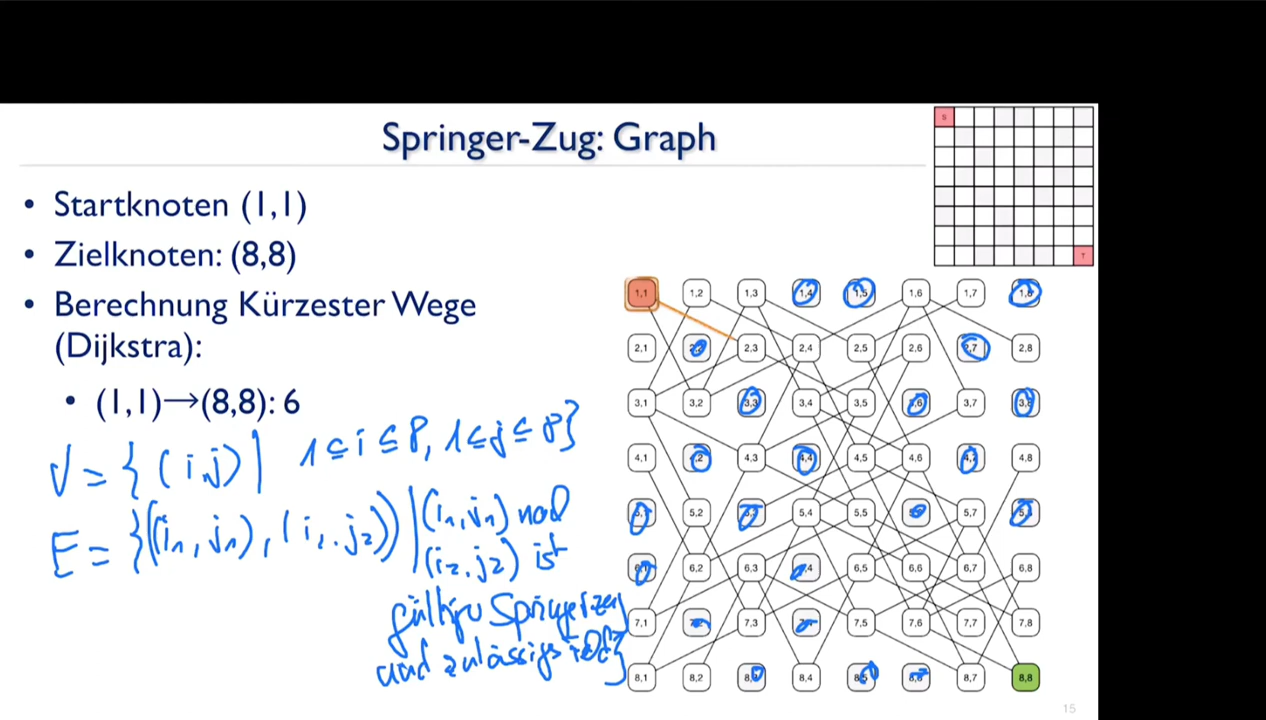 Springer-Zug: Graph
S
T
• Startknoten (1,1)
• Zielknoten: (8,8)
• Berechnung Kürzester Wege
(Dijkstra):
• (1,1)→(8,8): 6
V = { (i,j) | 1 ≤ i ≤ 8, 1 ≤ j ≤ 8 }
E = { ((i₁, j₁), (i₂, j₂)) | (i₁, j₁) nach
(i₂, j₂) ist
gültiger Springerzug
und zulässiges Feld }
1,1 1,2 1,3 1,4 1,5 1,6 1,7 1,8
2,1 2,2 2,3 2,4 2,5 2,6 2,7 2,8
3,1 3,2 3,3 3,4 3,5 3,6 3,7 3,8
4,1 4,2 4,3 4,4 4,5 4,6 4,7 4,8
5,1 5,2 5,3 5,4 5,5 5,7 5,8
6,1 6,2 6,3 6,4 6,5 6,6 6,7 6,8
7,1 7,3 7,5 7,6 7,7 7,8
8,1 8,2 8,3 8,4 8,5 8,6 8,7 8,8
15